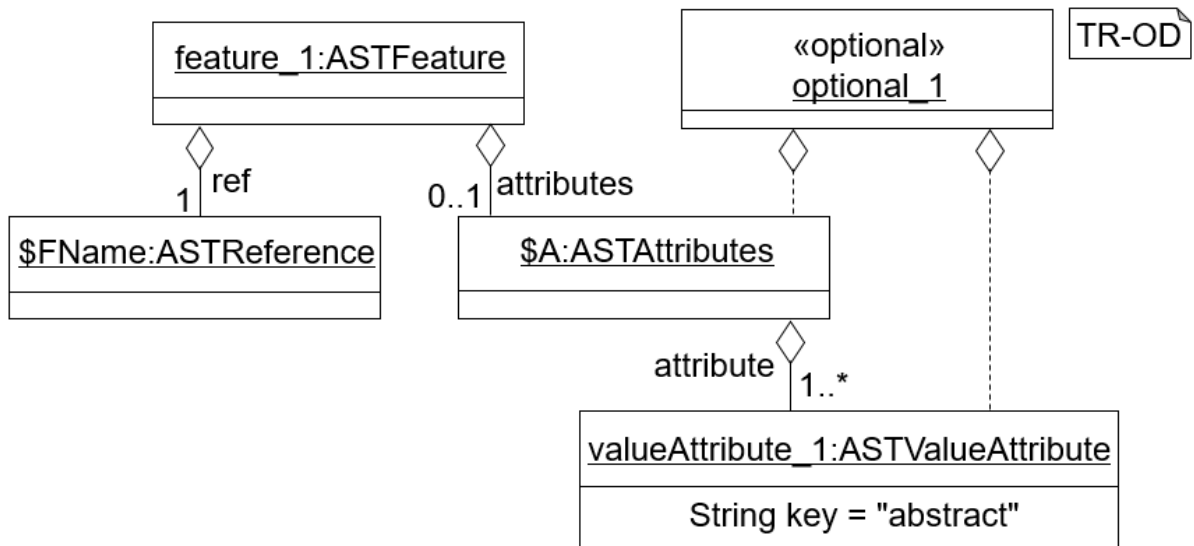 feature_1:ASTFeature
«optional»
optional_1
TR-OD
ref
1
0..1
attributes
$FName:ASTReference
$A:ASTAttributes
attribute
1..*
valueAttribute_1:ASTValueAttribute
String key = "abstract"